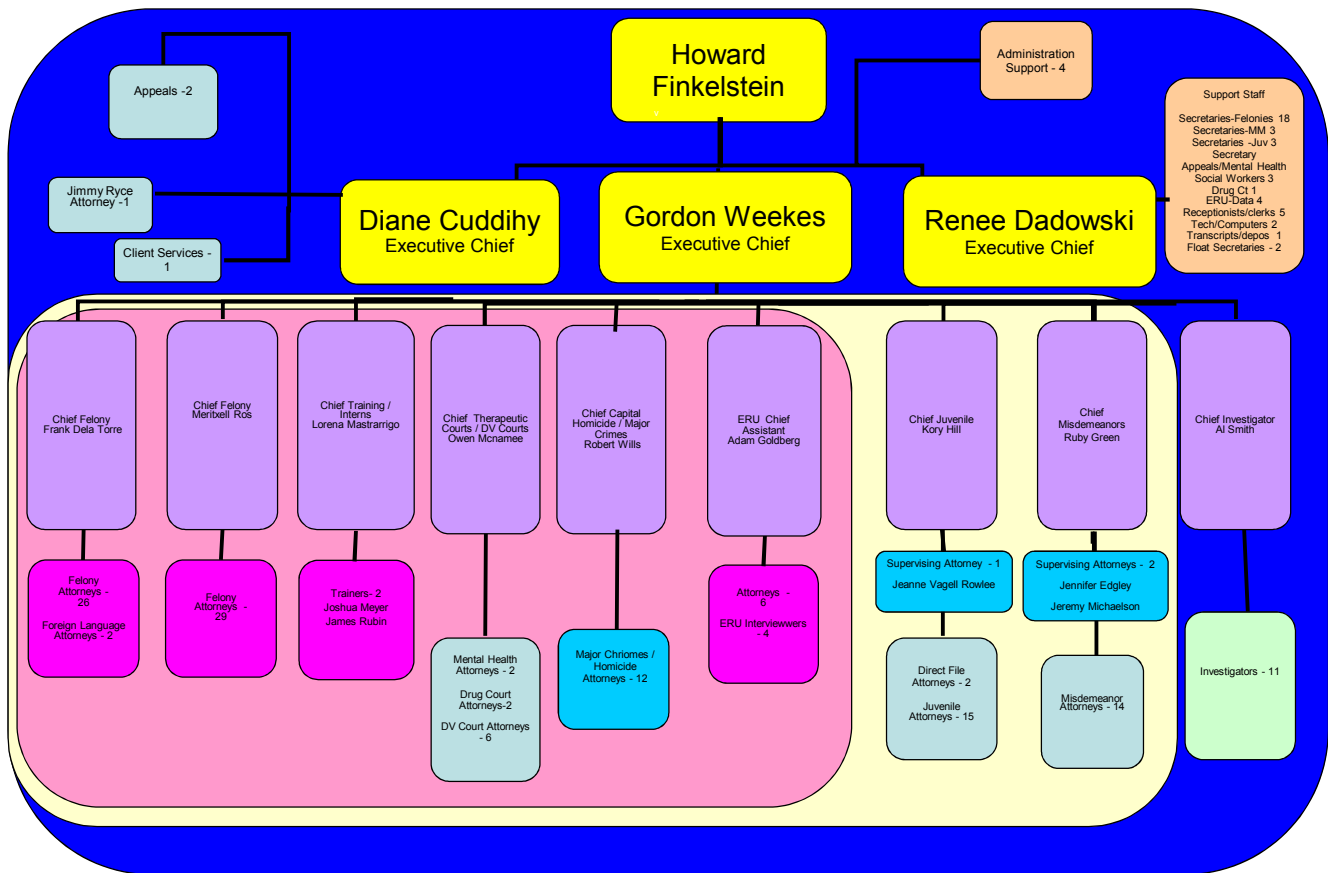 Howard
Finkelstein
Administration
Support - 4
Appeals -2
Support Staff
Secretaries-Felonies 18
Secretaries-MM 3
Secretaries -Juv 3
Secretary
Appeals/Mental Health
Social Workers 3
Drug Ct 1
ERU-Data 4
Receptionists/clerks 5
Tech/Computers 2
Transcripts/depos 1
Float Secretaries - 2
Jimmy Ryce
Attorney -1
Client Services -
1
Diane Cuddihy
Executive Chief
Gordon Weekes
Executive Chief
Renee Dadowski
Executive Chief
Chief Felony
Frank Dela Torre
Chief Felony
Meritxell Ros
Chief Training /
Interns
Lorena Mastrarrigo
Chief Therapeutic
Courts / DV Courts
Owen Mcnamee
Chief Capital
Homicide / Major
Crimes
Robert Wills
ERU Chief
Assistant
Adam Goldberg
Chief Juvenile
Kory Hill
Chief
Misdemeanors
Ruby Green
Chief Investigator
Al Smith
Felony
Attorneys -
26
Foreign Language
Attorneys - 2
Felony
Attorneys -
29
Trainers- 2
Joshua Meyer
James Rubin
Mental Health
Attorneys - 2
Drug Court
Attorneys-2
DV Court Attorneys
- 6
Major Chriomes /
Homicide
Attorneys - 12
Attorneys -
6
ERU Interviewwers
- 4
Supervising Attorney - 1
Jeanne Vagell Rowlee
Direct File
Attorneys - 2
Juvenile
Attorneys - 15
Supervising Attorneys - 2
Jennifer Edgley
Jeremy Michaelson
Misdemeanor
Attorneys - 14
Investigators - 11